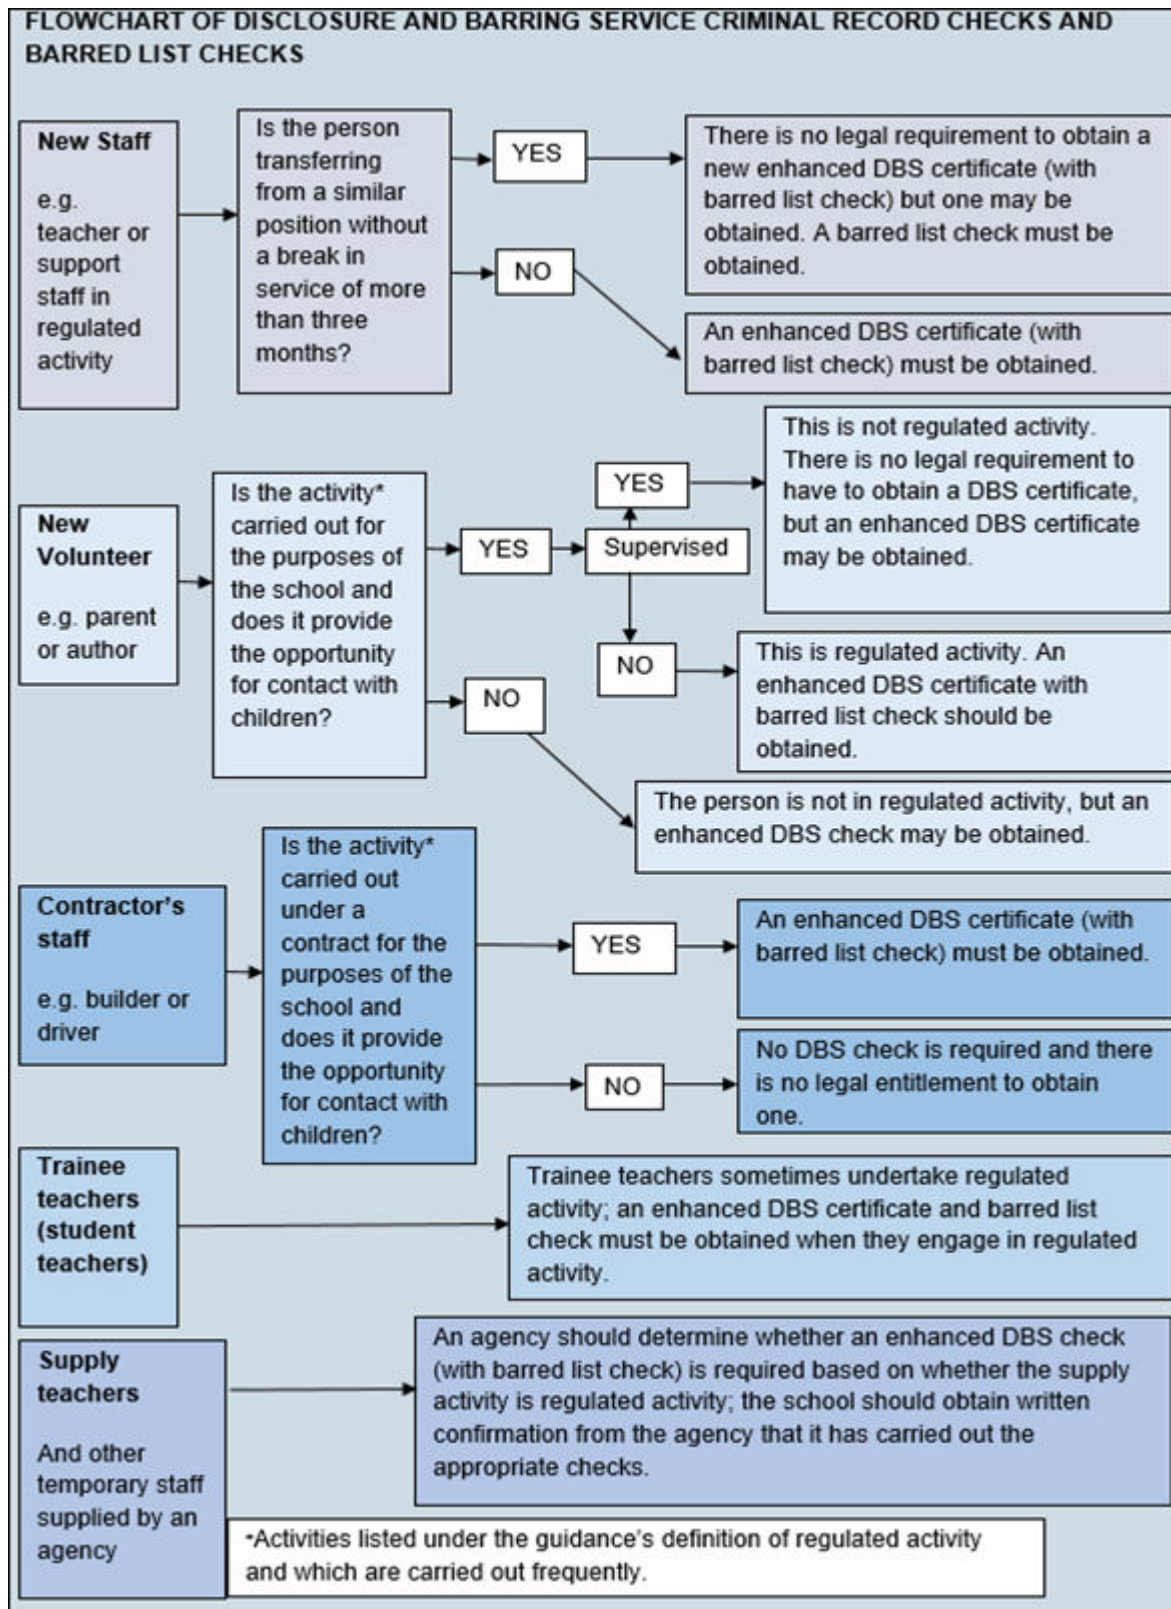 FLOWCHART OF DISCLOSURE AND BARRING SERVICE CRIMINAL RECORD CHECKS AND
BARRED LIST CHECKS
New Staff
e.g.
teacher or
support
staff in
regulated
activity
Is the person
transferring
from a similar
position without
a break in
service of more
than three
months?
YES
There is no legal requirement to obtain a
new enhanced DBS certificate (with
barred list check) but one may be
obtained. A barred list check must be
obtained.
NO
An enhanced DBS certificate (with
barred list check) must be obtained.
New
Volunteer
e.g. parent
or author
Is the activity*
carried out for
the purposes of
the school and
does it provide
the opportunity
for contact with
children?
YES
Supervised
YES
This is not regulated activity.
There is no legal requirement to
have to obtain a DBS certificate,
but an enhanced DBS certificate
may be obtained.
NO
This is regulated activity. An
enhanced DBS certificate with
barred list check should be
obtained.
NO
The person is not in regulated activity, but an
enhanced DBS check may be obtained.
Contractor's
staff
e.g. builder or
driver
Is the activity*
carried out
under a
contract for the
purposes of the
school and
does it provide
the opportunity
for contact with
children?
YES
An enhanced DBS certificate (with
barred list check) must be obtained.
NO
No DBS check is required and there
is no legal entitlement to obtain
one.
Trainee
teachers
(student
teachers)
Trainee teachers sometimes undertake regulated
activity; an enhanced DBS certificate and barred list
check must be obtained when they engage in regulated
activity.
Supply
teachers
And other
temporary staff
supplied by an
agency
An agency should determine whether an enhanced DBS check
(with barred list check) is required based on whether the supply
activity is regulated activity; the school should obtain written
confirmation from the agency that it has carried out the
appropriate checks.
*Activities listed under the guidance's definition of regulated activity
and which are carried out frequently.